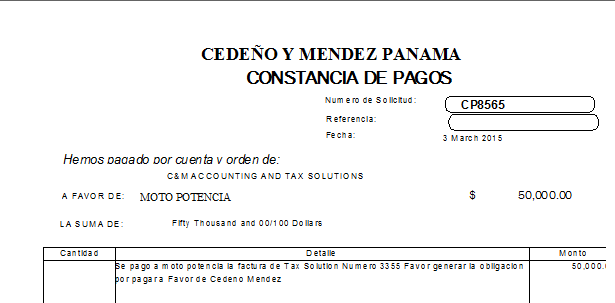 CEDEÑO Y MENDEZ PANAMA
CONSTANCIA DE PAGOS
Numero de Solicitud: CP8565
Referencia:
Fecha: 3 March 2015
Hemos pagado por cuenta y orden de:
C&M ACCOUNTING AND TAX SOLUTIONS
A FAVOR DE: MOTO POTENCIA $ 50,000.00
LA SUMA DE: Fifty Thousand and 00/100 Dollars
Cantidad Detalle Monto
Se pago a moto potencia la factura de Tax Solution Numero 3355 Favor generar la obligacion 50,000.
por pagar a Favor de Cedeno Mendez